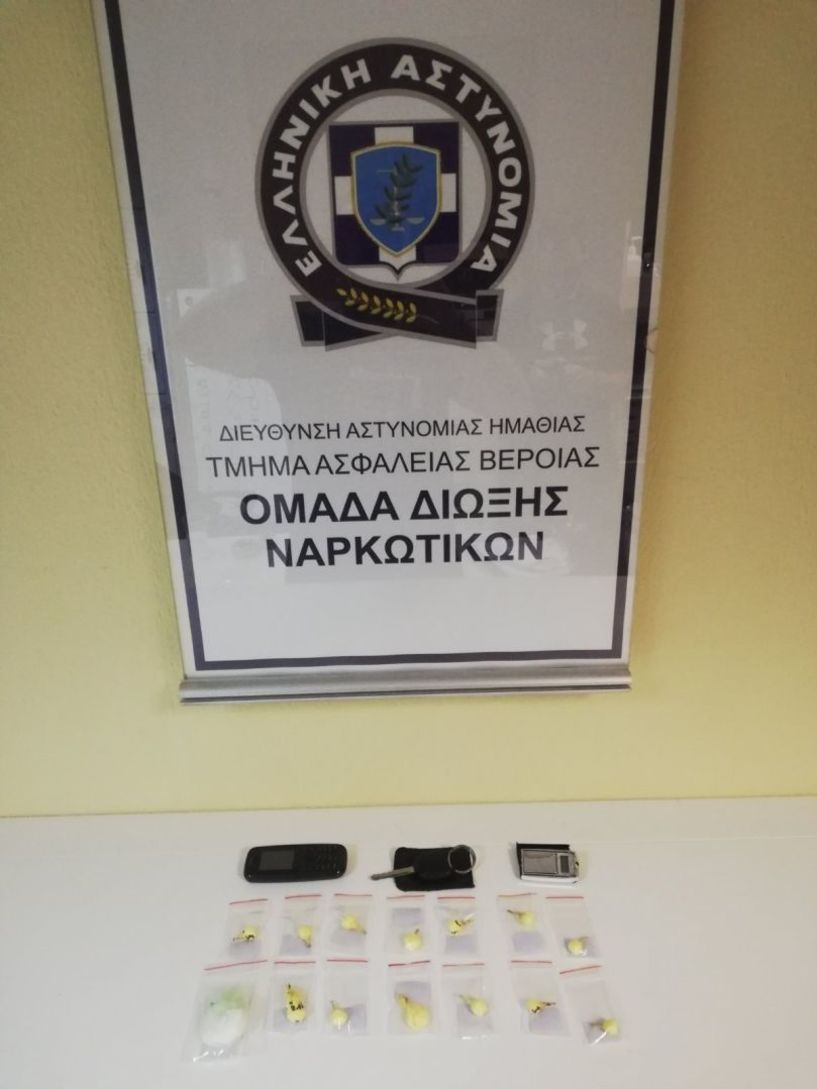 ΕΛΛΗΝΙΚΗ ΑΣΤΥΝΟΜΙΑ
ΔΙΕΥΘΥΝΣΗ ΑΣΤΥΝΟΜΙΑΣ ΗΜΑΘΙΑΣ
ΤΜΗΜΑ ΑΣΦΑΛΕΙΑΣ ΒΕΡΟΙΑΣ
ΟΜΑΔΑ ΔΙΩΞΗΣ
ΝΑΡΚΩΤΙΚΩΝ